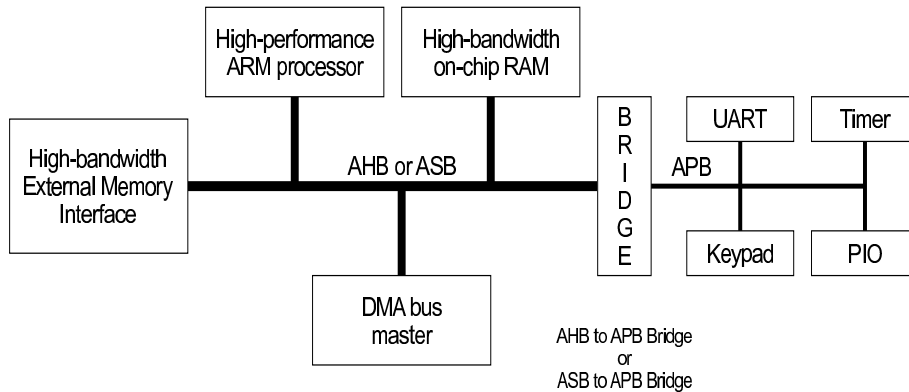 High-performance
ARM processor
High-bandwidth
on-chip RAM
High-bandwidth
External Memory
Interface
AHB or ASB
B
R
I
D
G
E
APB
UART
Timer
Keypad
PIO
DMA bus
master
AHB to APB Bridge
or
ASB to APB Bridge